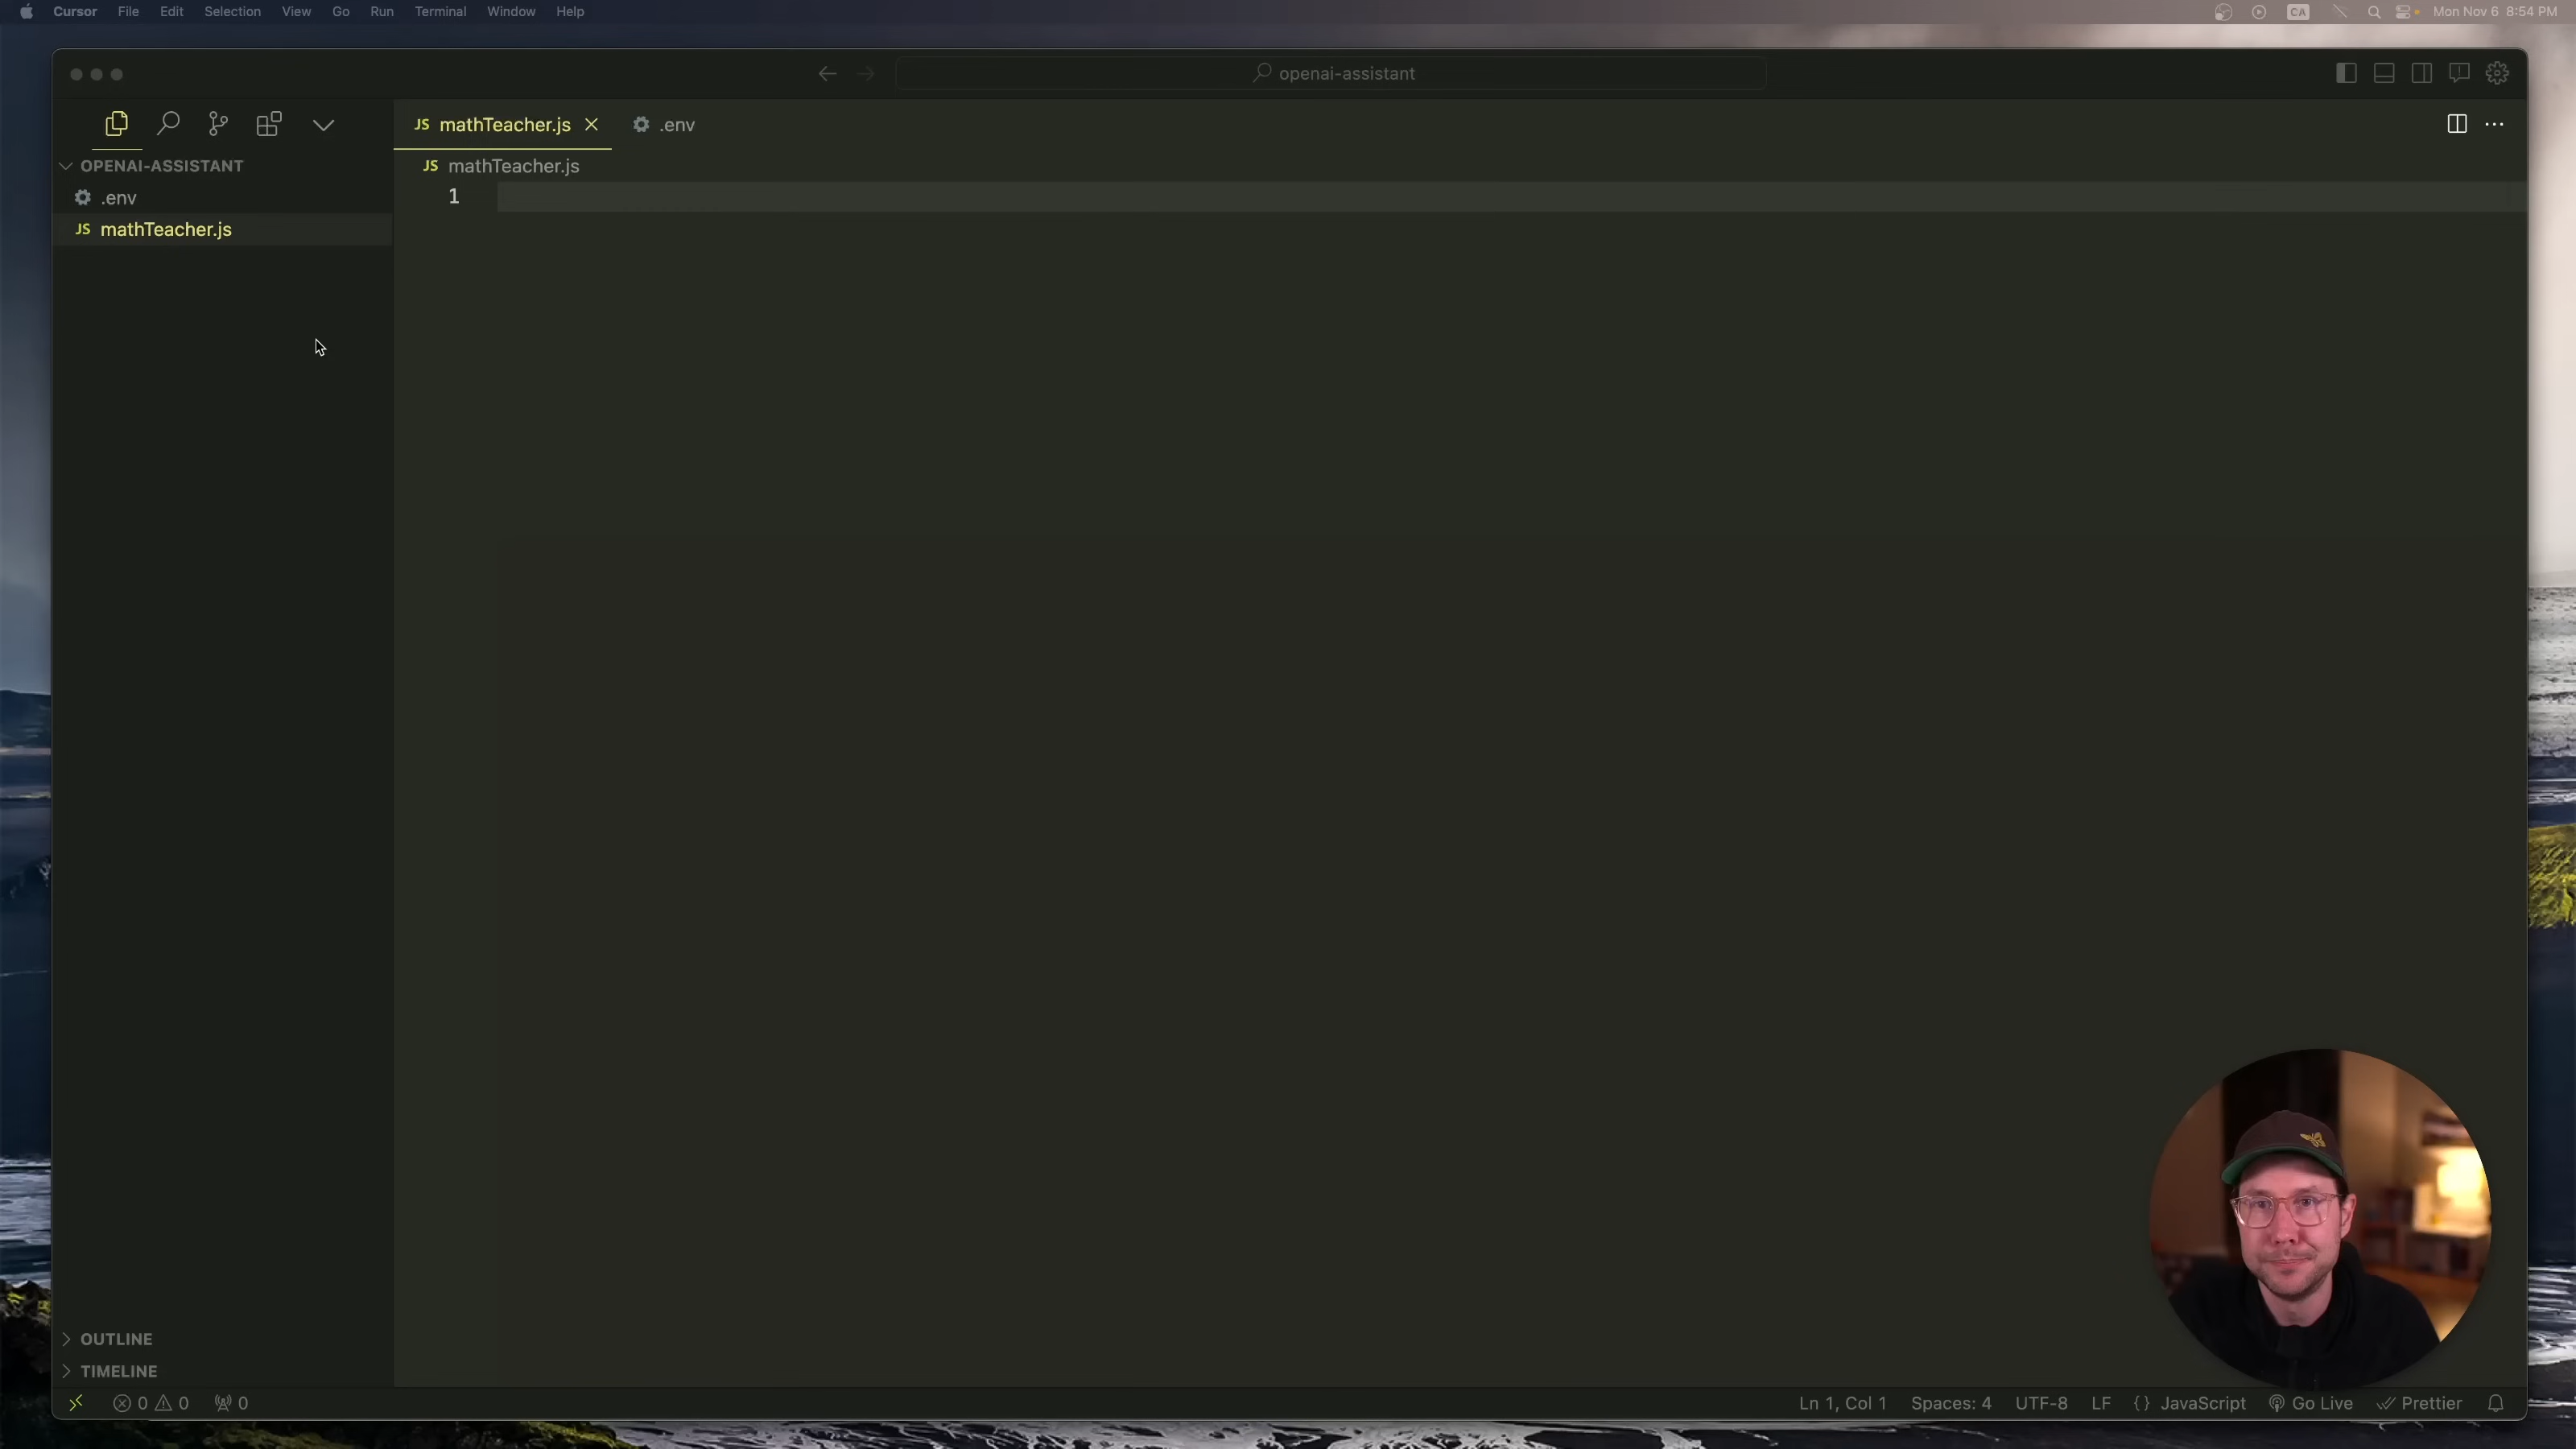 Cursor File Edit Selection View Go Run Terminal Window Help CA Mon Nov 6 8:54 PM
openai-assistant
JS mathTeacher.js .env
OPENAI-ASSISTANT
JS mathTeacher.js
.env
1
JS mathTeacher.js
OUTLINE
TIMELINE
0 0 0 Ln 1, Col 1 Spaces: 4 UTF-8 LF {} JavaScript Go Live Prettier